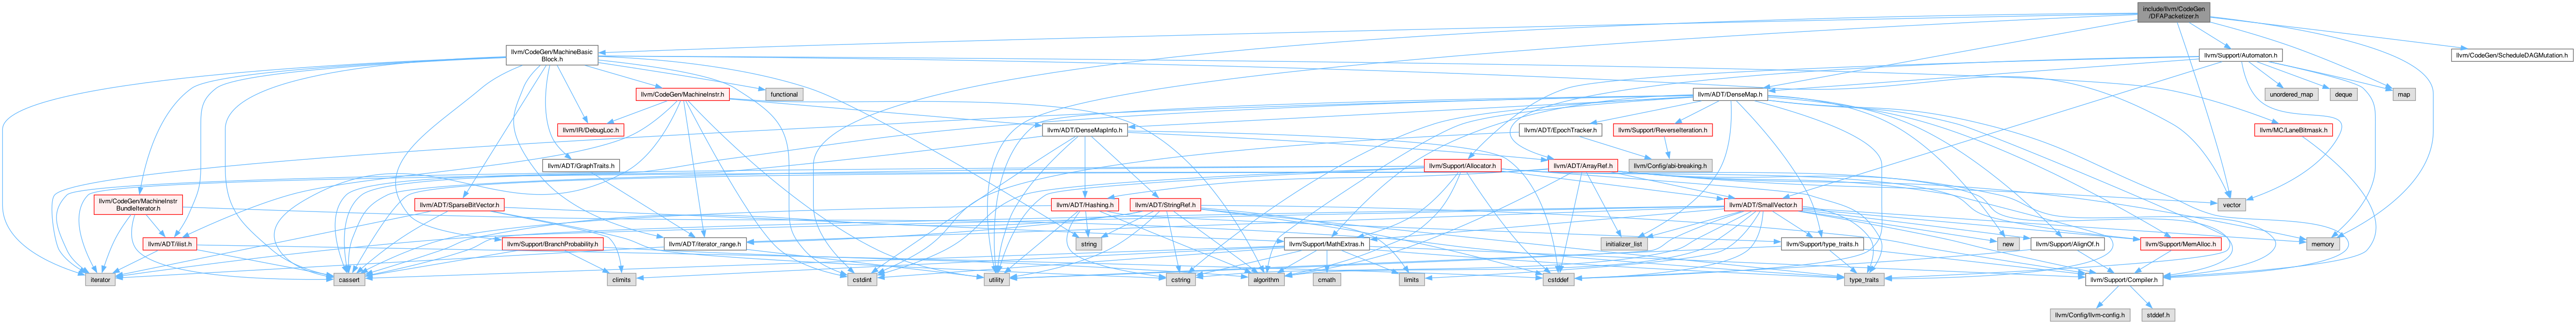 include/llvm/CodeGen
/DFAPacketizer.h
llvm/CodeGen/MachineBasic
Block.h
llvm/Support/Automaton.h
llvm/CodeGen/ScheduleDAGMutation.h
llvm/CodeGen/MachineInstr.h
functional
llvm/ADT/DenseMap.h
unordered_map
deque
map
llvm/IR/DebugLoc.h
llvm/ADT/DenseMapInfo.h
llvm/ADT/EpochTracker.h
llvm/Support/ReverseIteration.h
llvm/MC/LaneBitmask.h
llvm/ADT/GraphTraits.h
llvm/Support/Allocator.h
llvm/ADT/ArrayRef.h
llvm/Config/abi-breaking.h
llvm/CodeGen/MachineInstr
BundleIterator.h
llvm/ADT/SparseBitVector.h
llvm/ADT/Hashing.h
llvm/ADT/StringRef.h
llvm/ADT/SmallVector.h
vector
llvm/ADT/ilist.h
llvm/Support/BranchProbability.h
llvm/ADT/iterator_range.h
string
llvm/Support/MathExtras.h
initializer_list
llvm/Support/type_traits.h
new
llvm/Support/AlignOf.h
llvm/Support/MemAlloc.h
memory
iterator
cassert
climits
cstdint
utility
cstring
algorithm
cmath
limits
cstddef
type_traits
llvm/Support/Compiler.h
llvm/Config/llvm-config.h
stddef.h